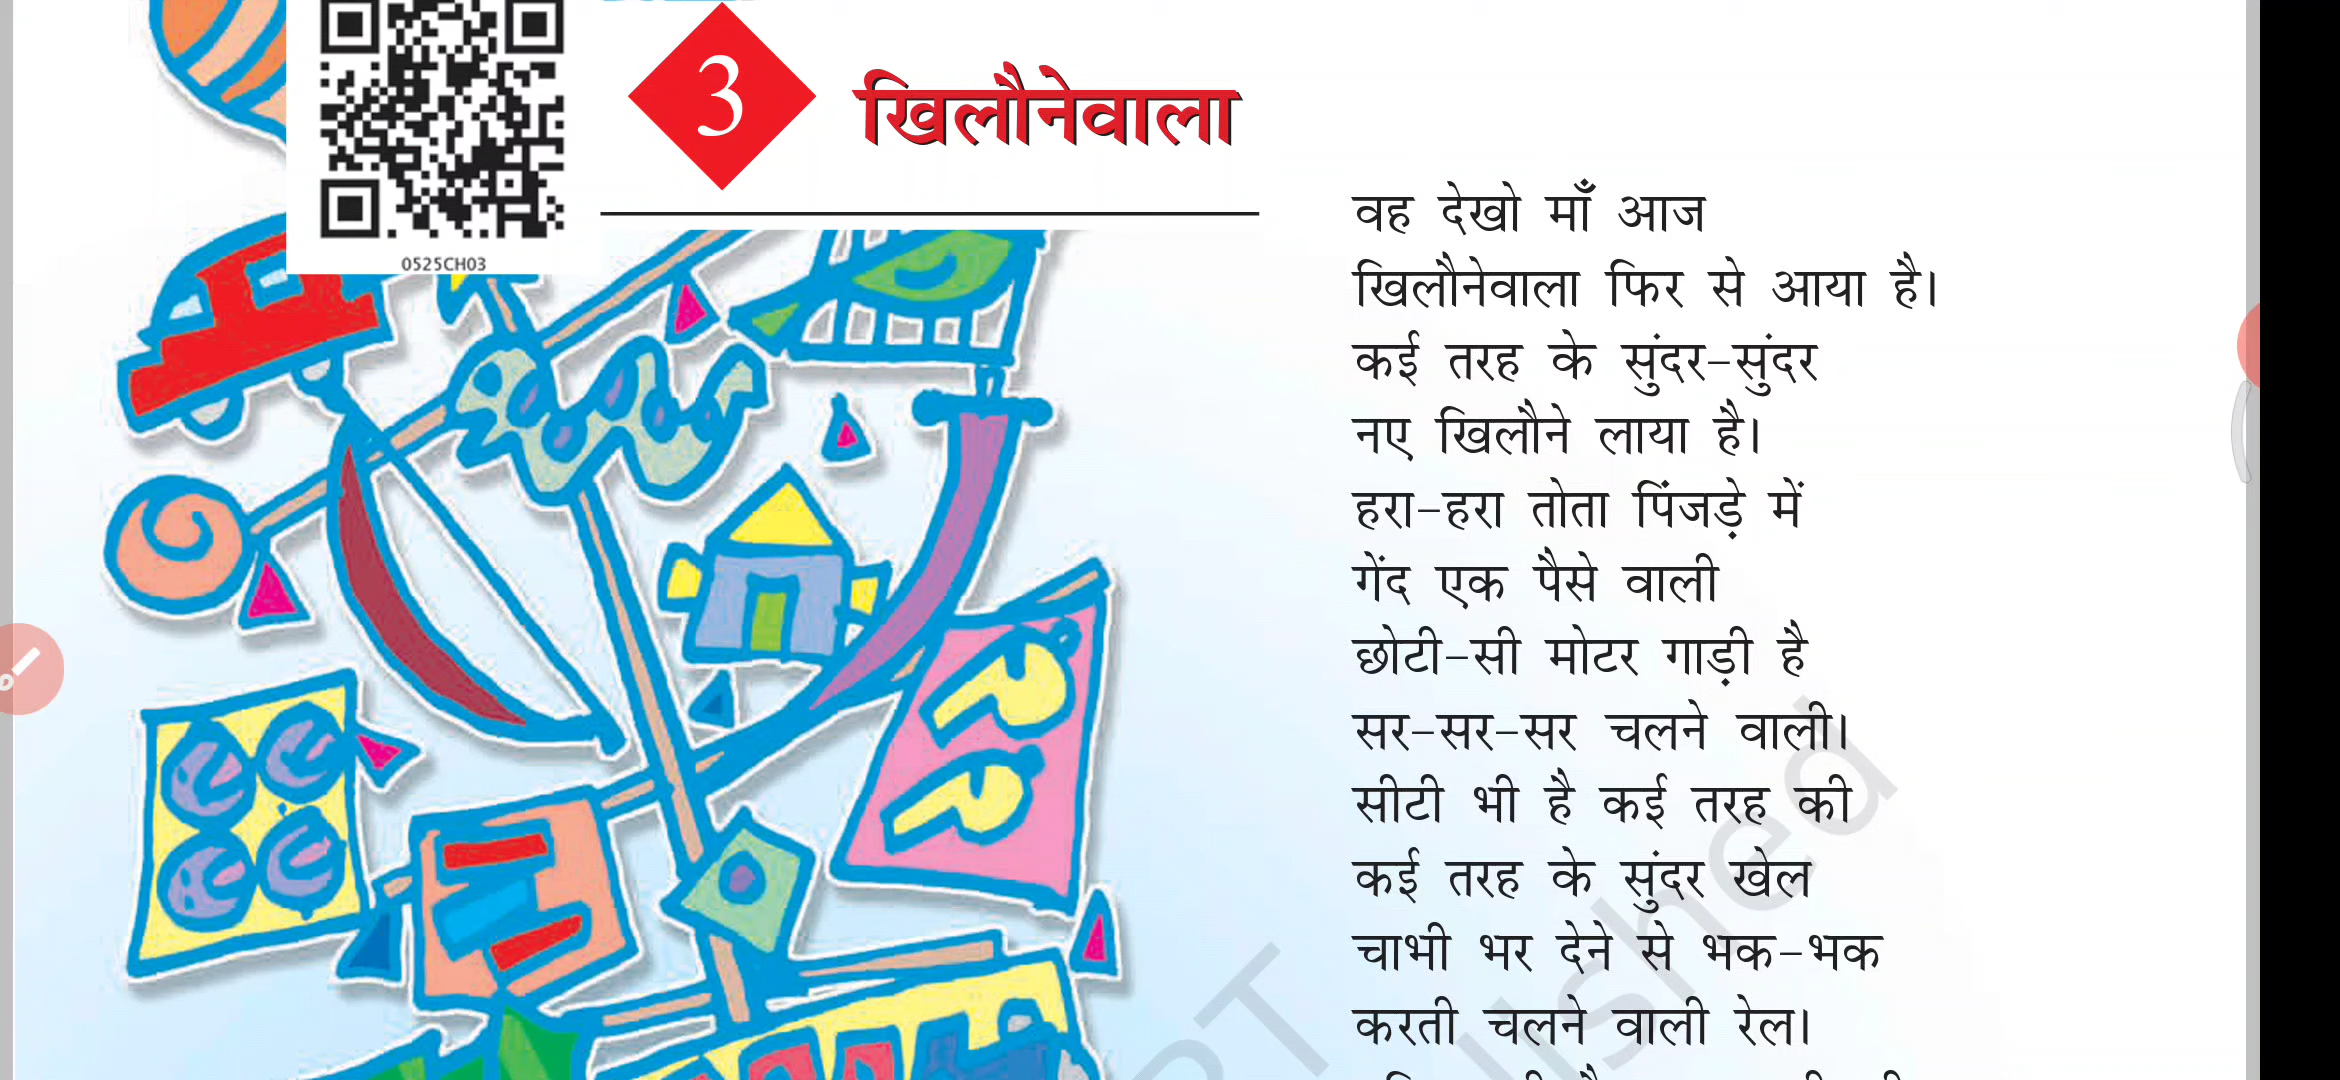 3
खिलौनेवाला
0525CH03
वह देखो माँ आज
खिलौनेवाला फिर से आया है।
कई तरह के सुंदर-सुंदर
नए खिलौने लाया है।
हरा-हरा तोता पिंजड़े में
गेंद एक पैसे वाली
छोटी-सी मोटर गाड़ी है
सर-सर-सर चलने वाली।
सीटी भी है कई तरह की
कई तरह के सुंदर खेल
चाभी भर देने से भक-भक
करती चलने वाली रेल।